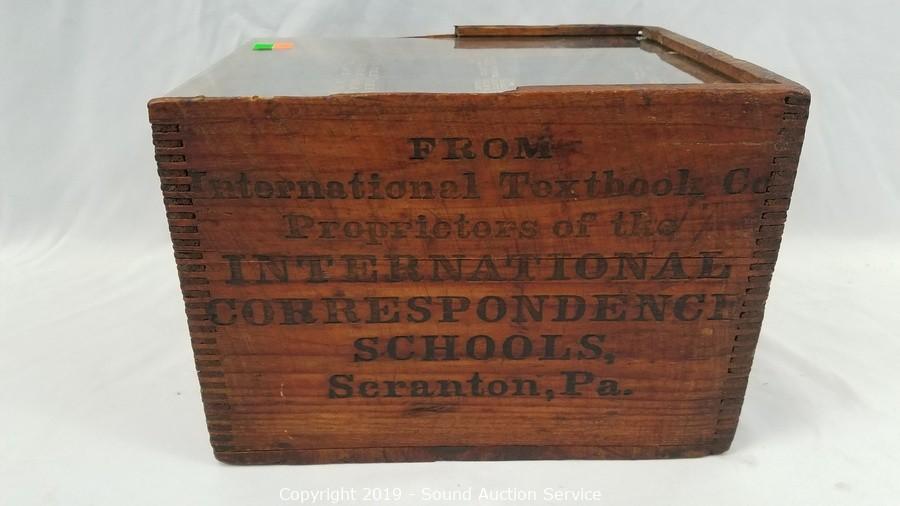 FROM
International Textbook Co
Proprietors of the
INTERNATIONAL
CORRESPONDENCE
SCHOOLS,
Scranton, Pa.
Copyright 2019 - Sound Auction Service